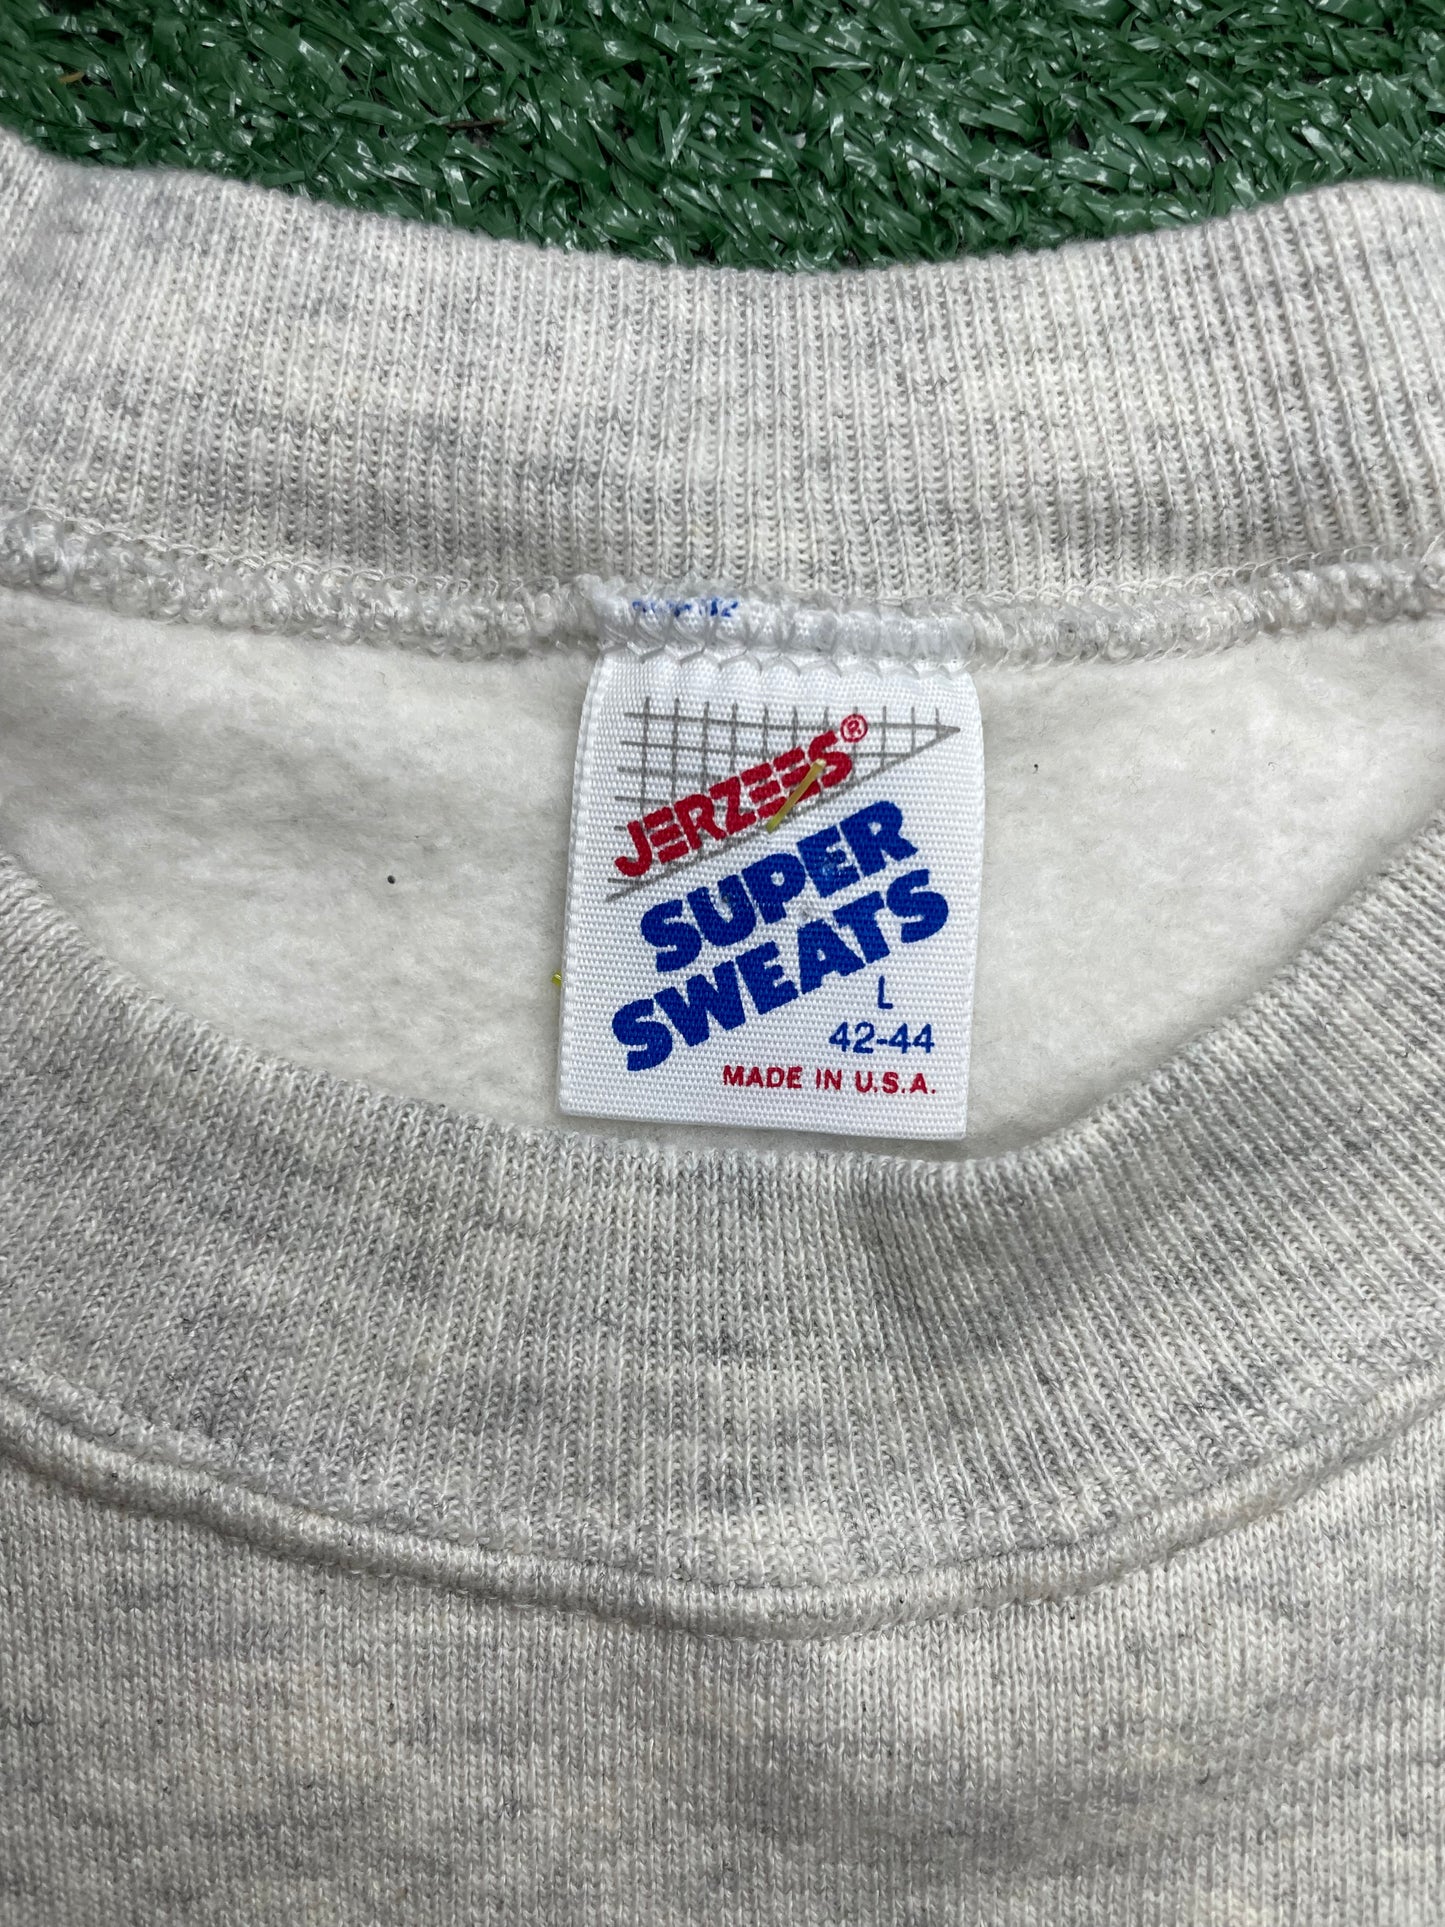 JERZEES®
SUPER
SWEATS
L
42-44
MADE IN U.S.A.